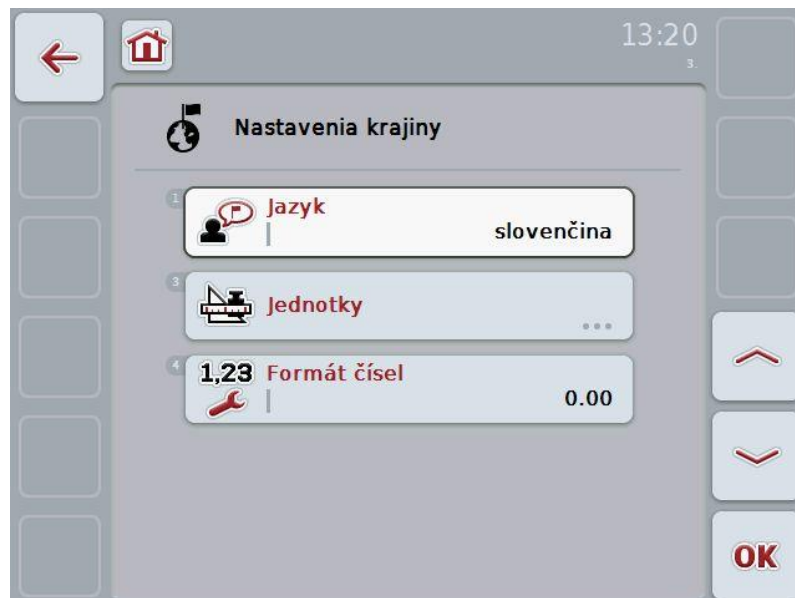 13:20
3.
Nastavenia krajiny
1
Jazyk
slovenčina
3
Jednotky
...
4
1,23
Formát čísel
0.00
OK